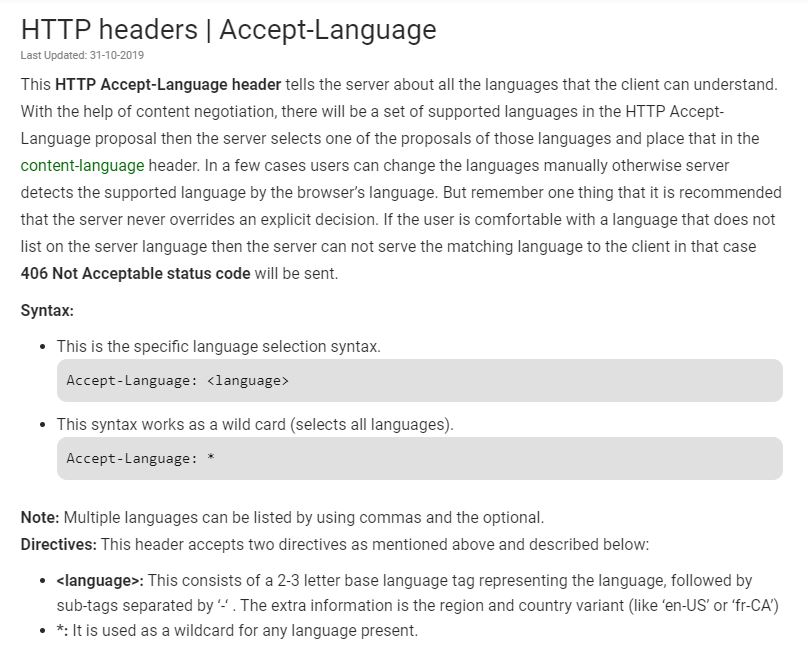 HTTP headers | Accept-Language
Last Updated: 31-10-2019
This HTTP Accept-Language header tells the server about all the languages that the client can understand.
With the help of content negotiation, there will be a set of supported languages in the HTTP Accept-
Language proposal then the server selects one of the proposals of those languages and place that in the
content-language header. In a few cases users can change the languages manually otherwise server
detects the supported language by the browser’s language. But remember one thing that it is recommended
that the server never overrides an explicit decision. If the user is comfortable with a language that does not
list on the server language then the server can not serve the matching language to the client in that case
406 Not Acceptable status code will be sent.
Syntax:
• This is the specific language selection syntax.
Accept-Language: <language>
• This syntax works as a wild card (selects all languages).
Accept-Language: *
Note: Multiple languages can be listed by using commas and the optional.
Directives: This header accepts two directives as mentioned above and described below:
• <language>: This consists of a 2-3 letter base language tag representing the language, followed by
sub-tags separated by ‘-‘ . The extra information is the region and country variant (like ‘en-US’ or ‘fr-CA’)
• *: It is used as a wildcard for any language present.